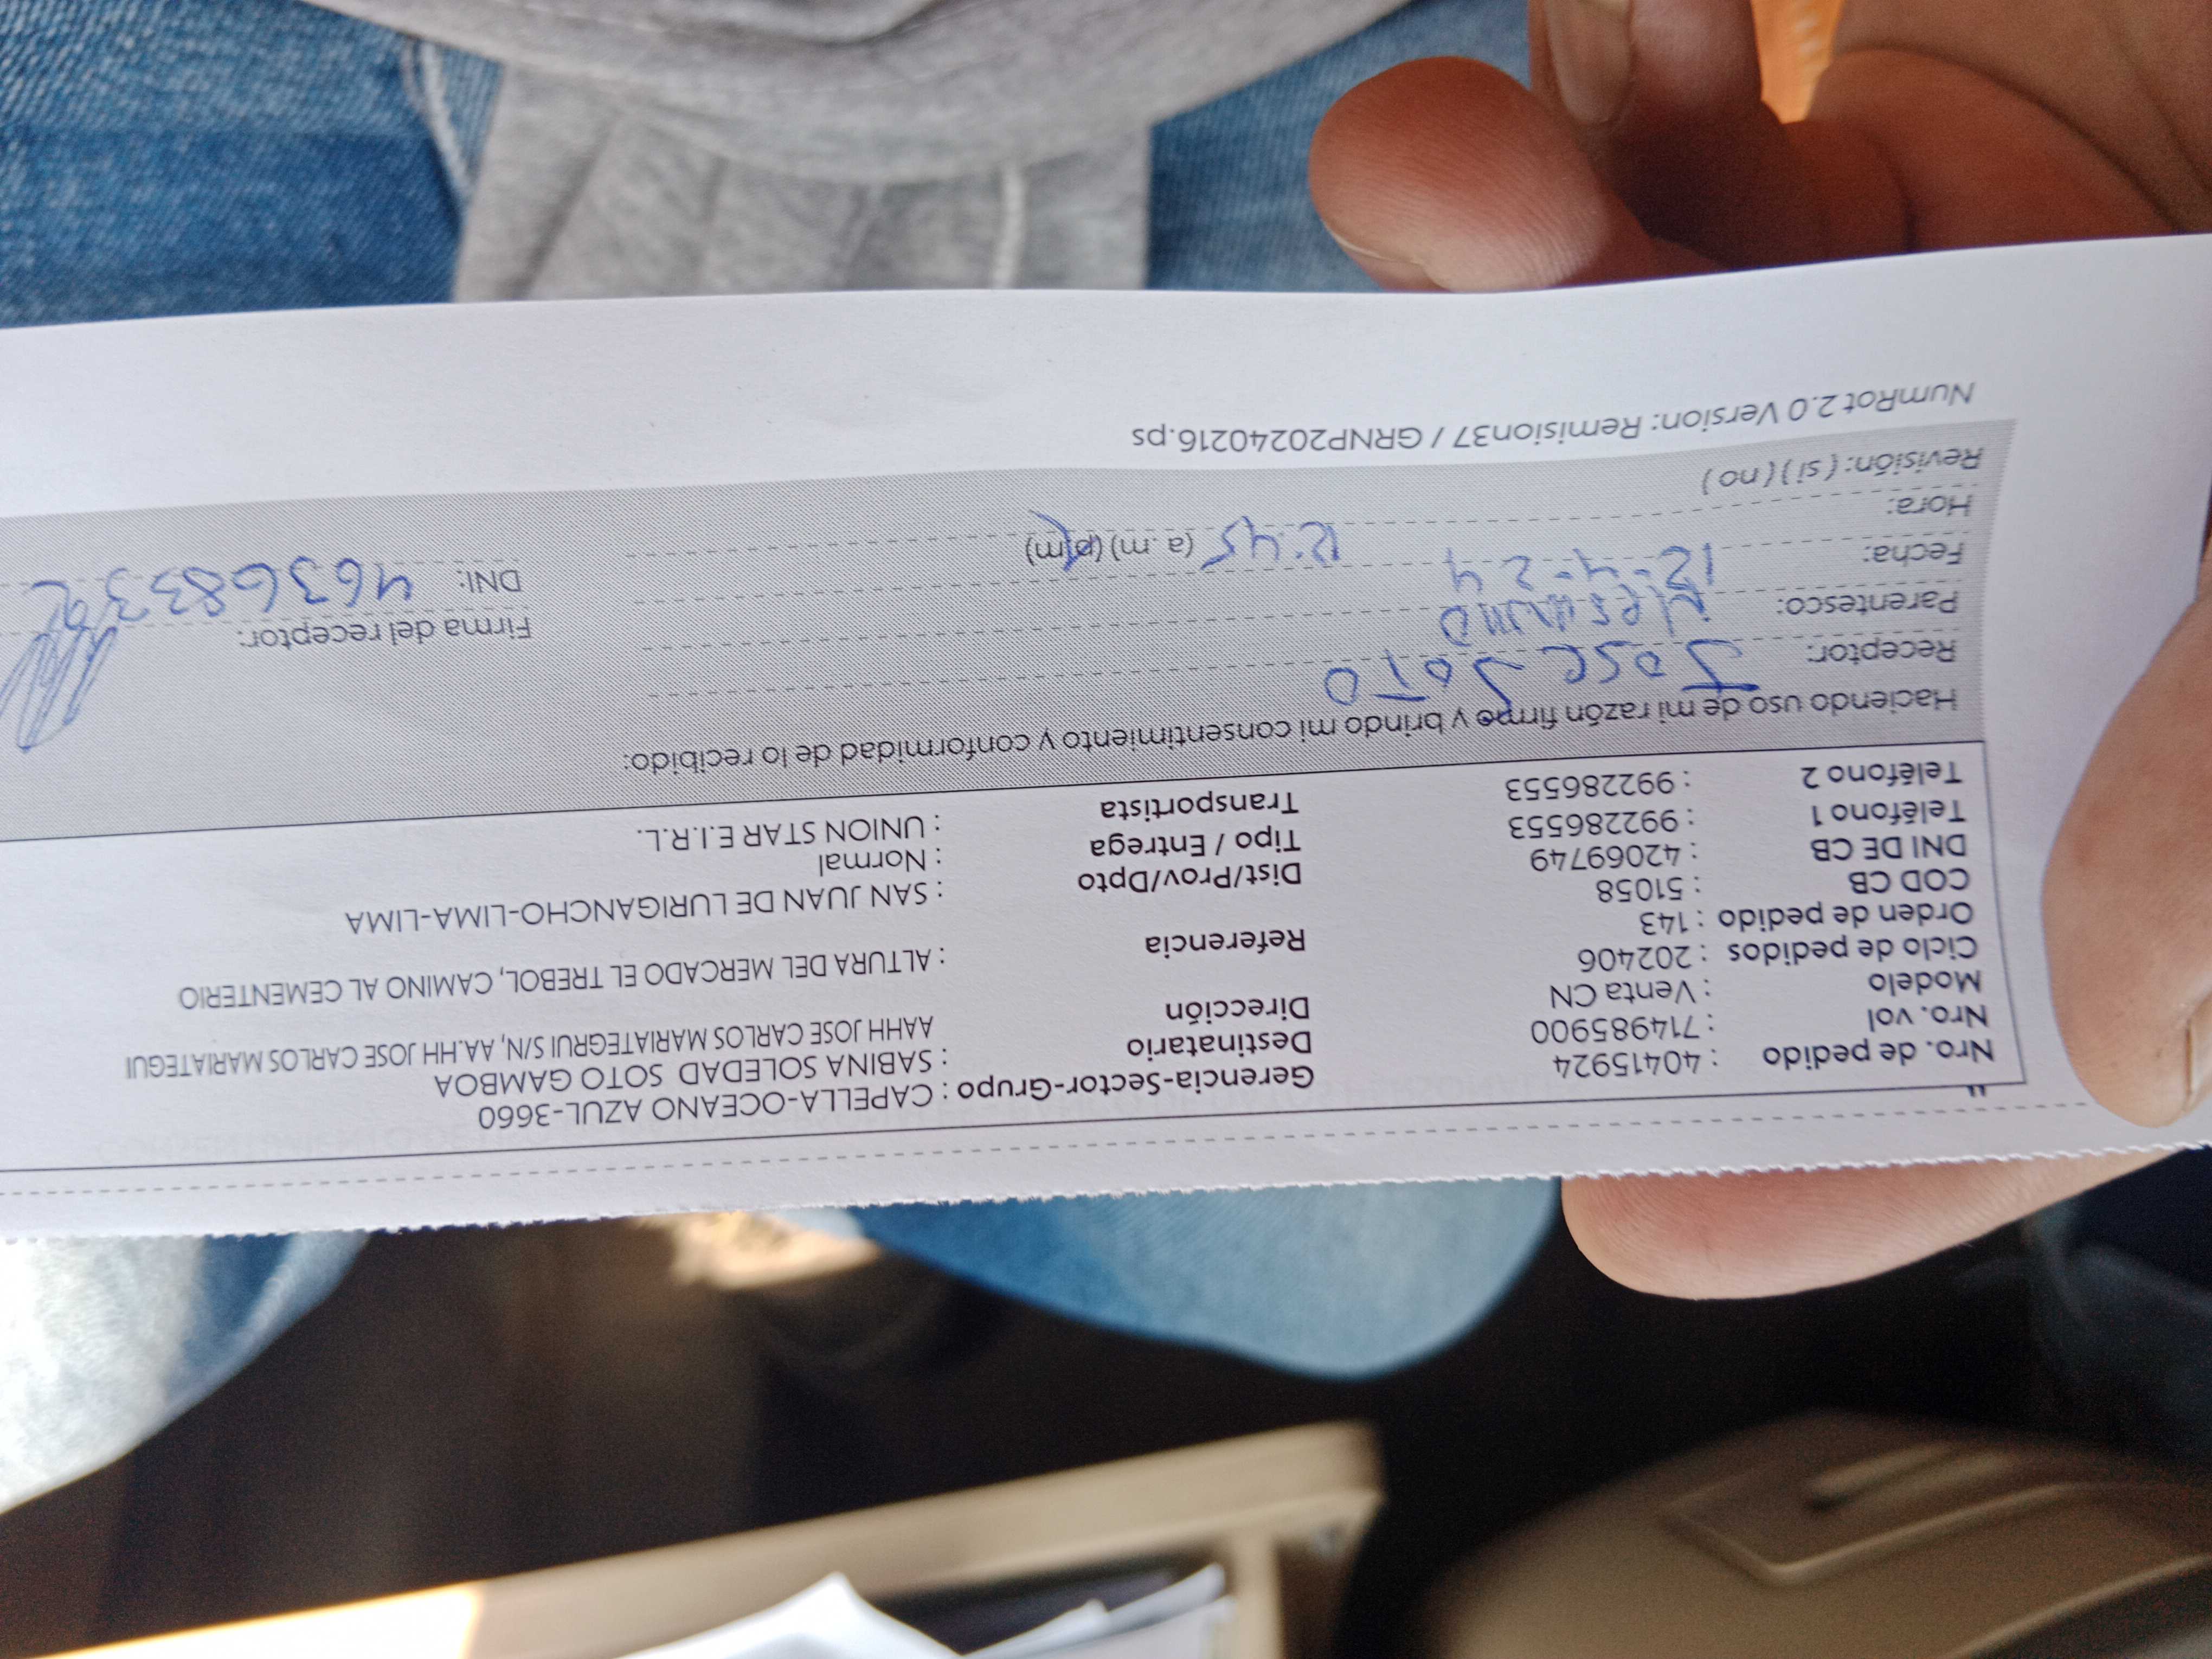 Nro. de pedido : 40415924 Gerencia-Sector-Grupo : CAPELLA-OCEANO AZUL-3660
Nro. vol : 714985900 Destinatario : SABINA SOLEDAD SOTO GAMBOA
Modelo : Venta CN Dirección AAHH JOSE CARLOS MARIATEGRUI S/N, AA.HH JOSE CARLOS MARIATEGUI
Ciclo de pedidos : 202406 Referencia : ALTURA DEL MERCADO EL TREBOL, CAMINO AL CEMENTERIO
Orden de pedido : 143
COD CB : 51058 Dist/Prov/Dpto : SAN JUAN DE LURIGANCHO-LIMA-LIMA
DNI DE CB : 42069749 Tipo / Entrega : Normal
Teléfono 1 : 992286553 Transportista : UNION STAR E.I.R.L.
Teléfono 2 : 992286553
Haciendo uso de mi razón firmo y brindo mi consentimiento y conformidad de lo recibido:
Receptor: Jose Soto
Parentesco: Firma del receptor:
Fecha: 12-4-24 DNI: 46368332
Hora: 12:45 (a.m) (p.m)
Revisión: ( si ) ( no )
NumRot 2.0 Version: Remision37 / GRNP20240216.ps